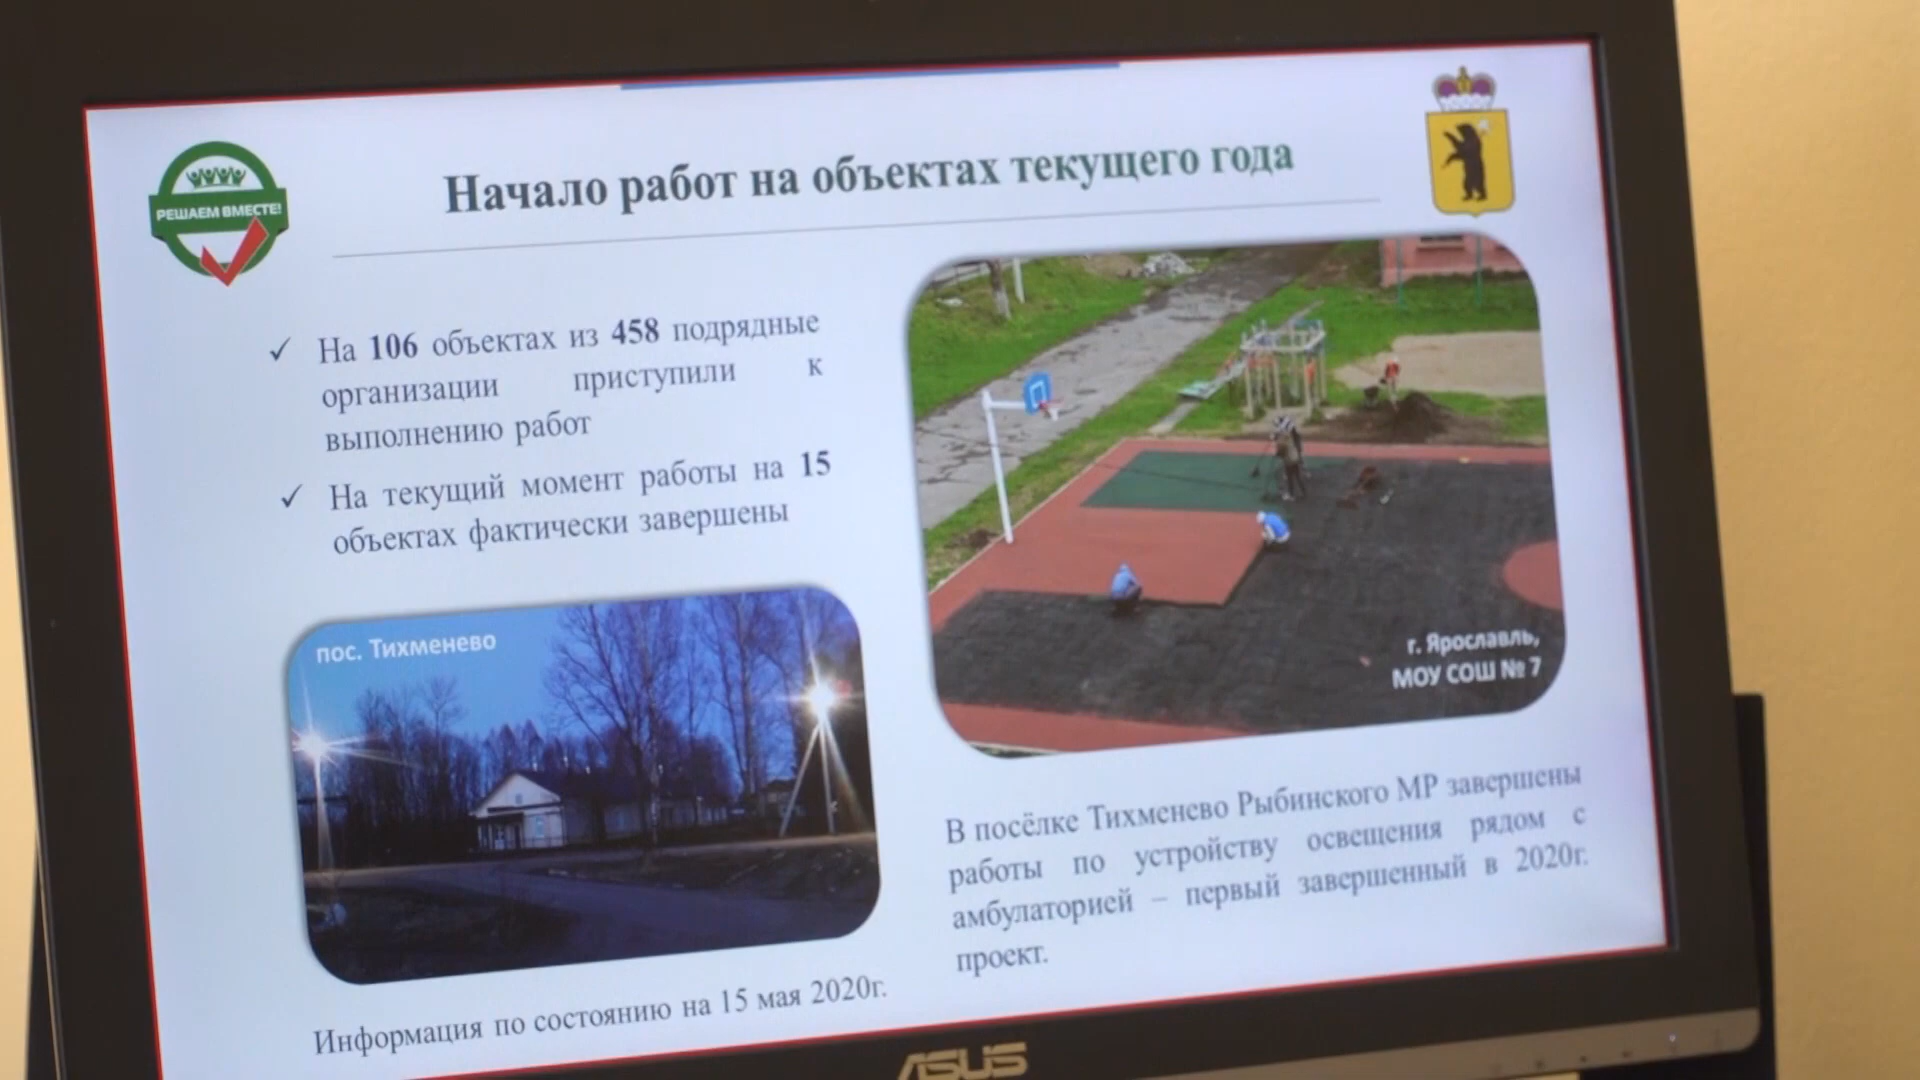 РЕШАЕМ ВМЕСТЕ!
Начало работ на объектах текущего года
✓ На 106 объектах из 458 подрядные
организации приступили к
выполнению работ
✓ На текущий момент работы на 15
объектах фактически завершены
пос. Тихменево
г. Ярославль,
МОУ СОШ № 7
В посёлке Тихменево Рыбинского МР завершены
работы по устройству освещения рядом с
амбулаторией – первый завершенный в 2020г.
проект.
Информация по состоянию на 15 мая 2020г.
ASUS